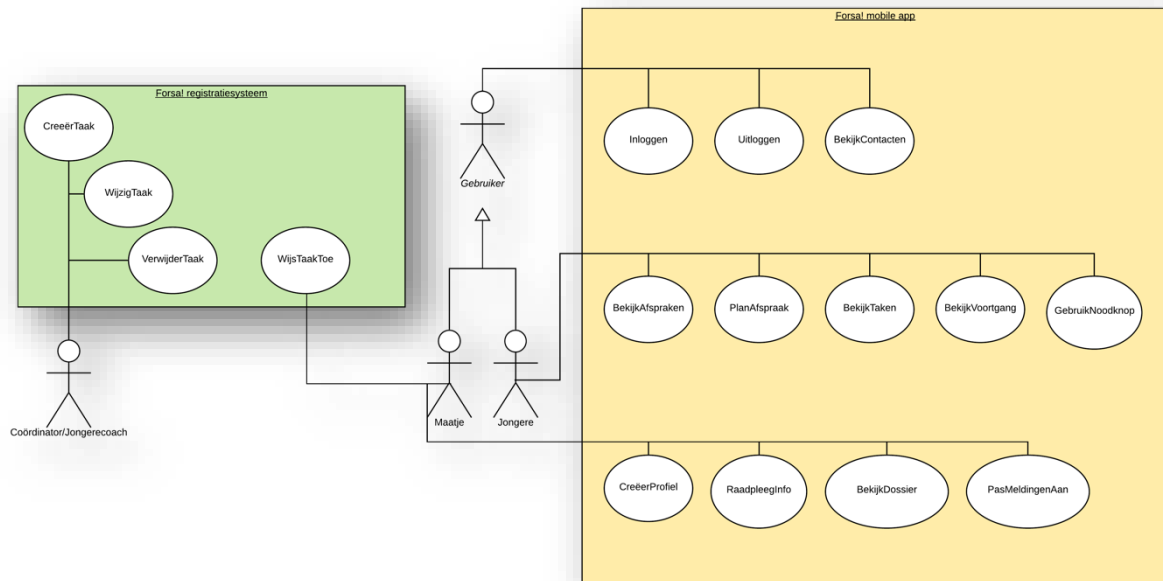 Forsa! mobile app
Forsa! registratiesysteem
CreeërTaak
Inloggen
Uitloggen
BekijkContacten
Gebruiker
WijzigTaak
VerwijderTaak
WijsTaakToe
BekijkAfspraken
PlanAfspraak
BekijkTaken
BekijkVoortgang
GebruikNoodknop
Maatje
Jongere
Coördinator/Jongerecoach
CreëerProfiel
RaadpleegInfo
BekijkDossier
PasMeldingenAan